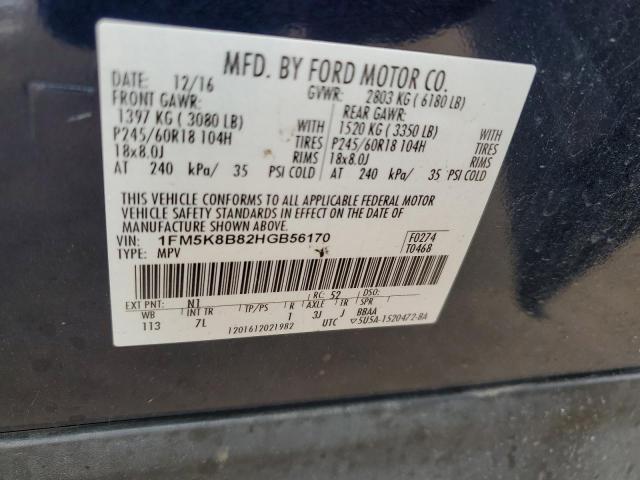 MFD. BY FORD MOTOR CO.
DATE: 12/16 GVWR: 2803 KG ( 6180 LB)
FRONT GAWR: REAR GAWR:
1397 KG ( 3080 LB) WITH 1520 KG ( 3350 LB) WITH
P245/60R18 104H TIRES P245/60R18 104H TIRES
18x8.0J RIMS 18x8.0J RIMS
AT 240 kPa/ 35 PSI COLD AT 240 kPa/ 35 PSI COLD
THIS VEHICLE CONFORMS TO ALL APPLICABLE FEDERAL MOTOR
VEHICLE SAFETY STANDARDS IN EFFECT ON THE DATE OF
MANUFACTURE SHOWN ABOVE.
VIN: 1FM5K8B82HGB56170 F0274
TYPE: MPV T0468
EXT PNT: N1 RC: 52 DSO:
WB INT TR TP/PS R AXLE TR SPR
113 7L 1 3J J BBAA
1201612021982 UTC ▽5U5A-1520472-BA